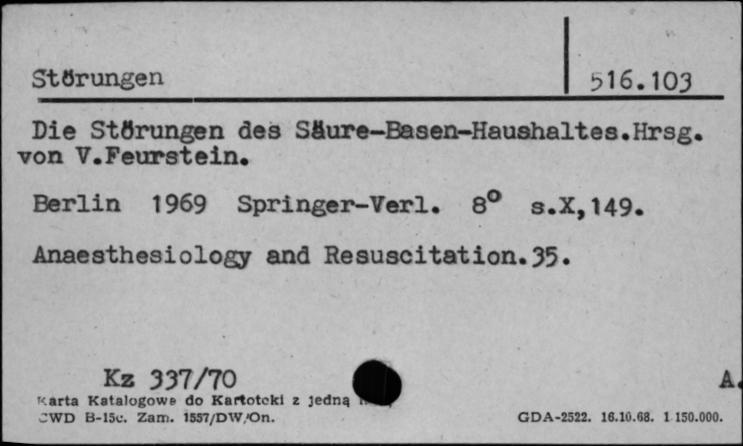 Störungen 516.103
Die Störungen des Säure-Basen-Haushaltes.Hrsg.
von V.Feurstein.
Berlin 1969 Springer-Verl. 8° s.X,149.
Anaesthesiology and Resuscitation.35.
Kz 337/70 A.
Karta Katalogowa do Kartoteki z jedną
CWD B-15c. Zam. 1557/DW/On. GDA-2522. 16.10.68. 1 150.000.